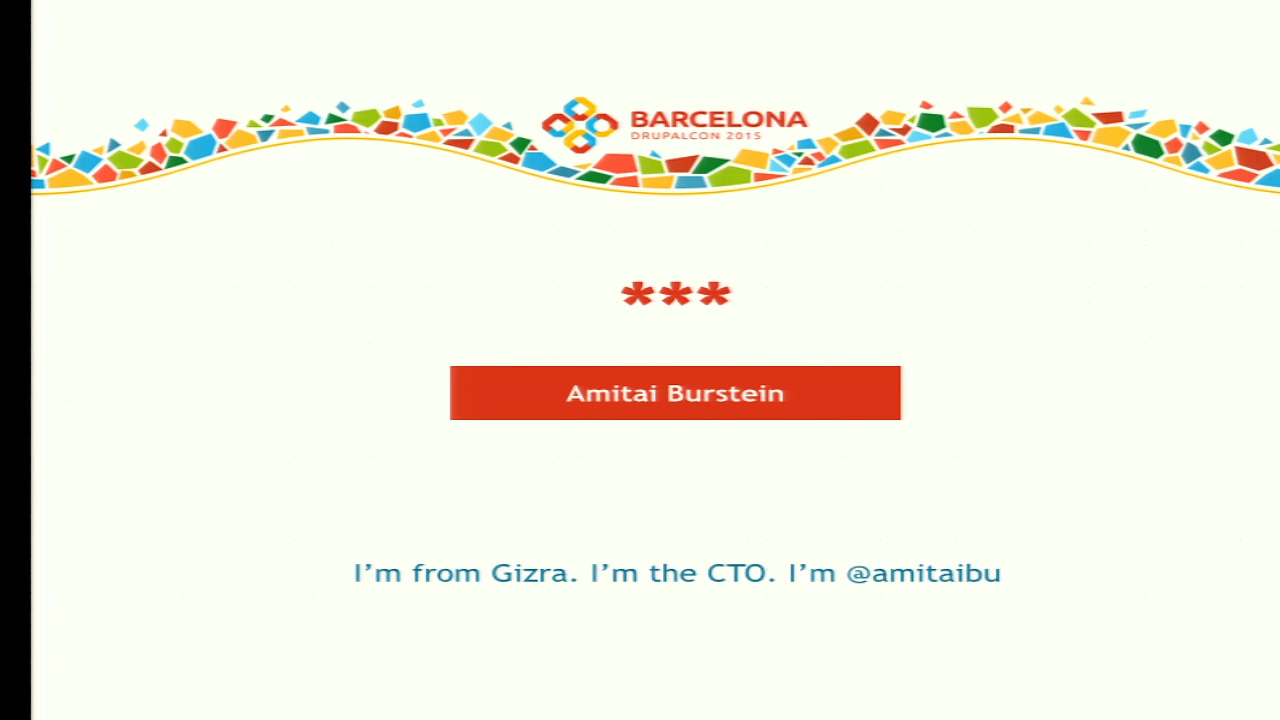 BARCELONA
DRUPALCON 2015
***
Amitai Burstein
I'm from Gizra. I'm the CTO. I'm @amitaibu